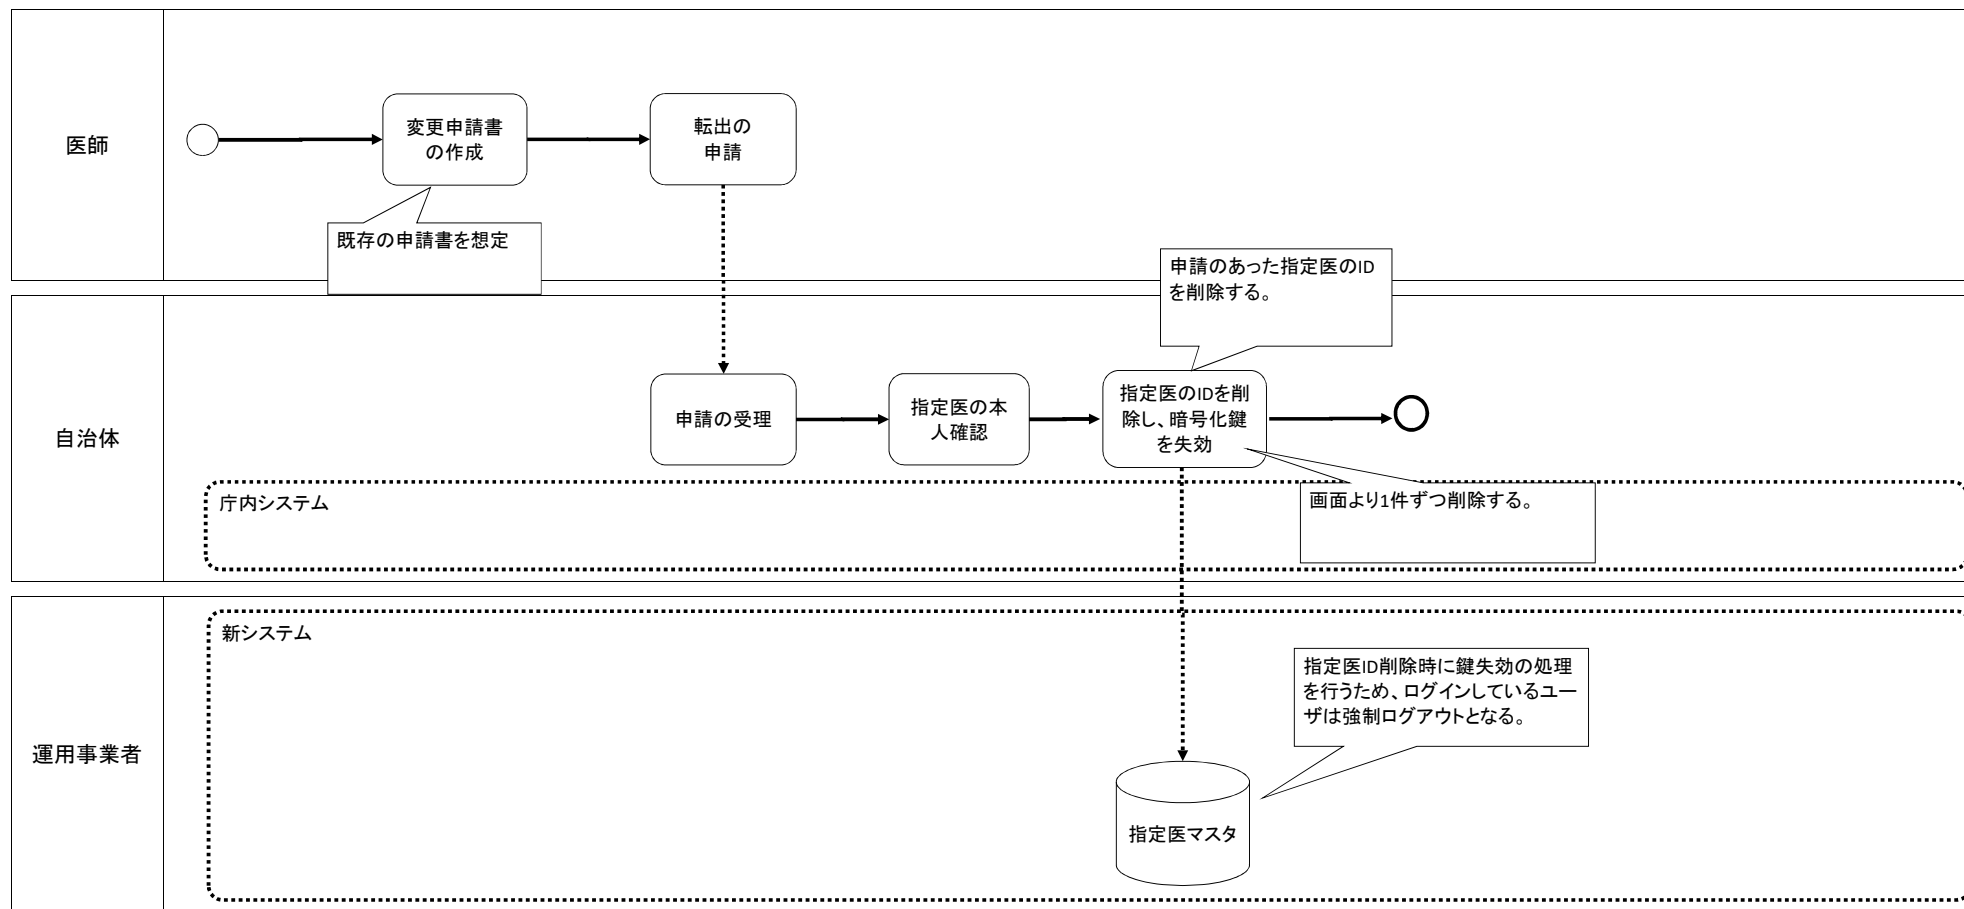 医師
変更申請書
の作成
転出の
申請
既存の申請書を想定
申請のあった指定医のID
を削除する。
自治体
申請の受理
指定医の本
人確認
指定医のIDを削
除し、暗号化鍵
を失効
庁内システム
画面より1件ずつ削除する。
運用事業者
新システム
指定医ID削除時に鍵失効の処理
を行うため、ログインしているユー
ザは強制ログアウトとなる。
指定医マスタ